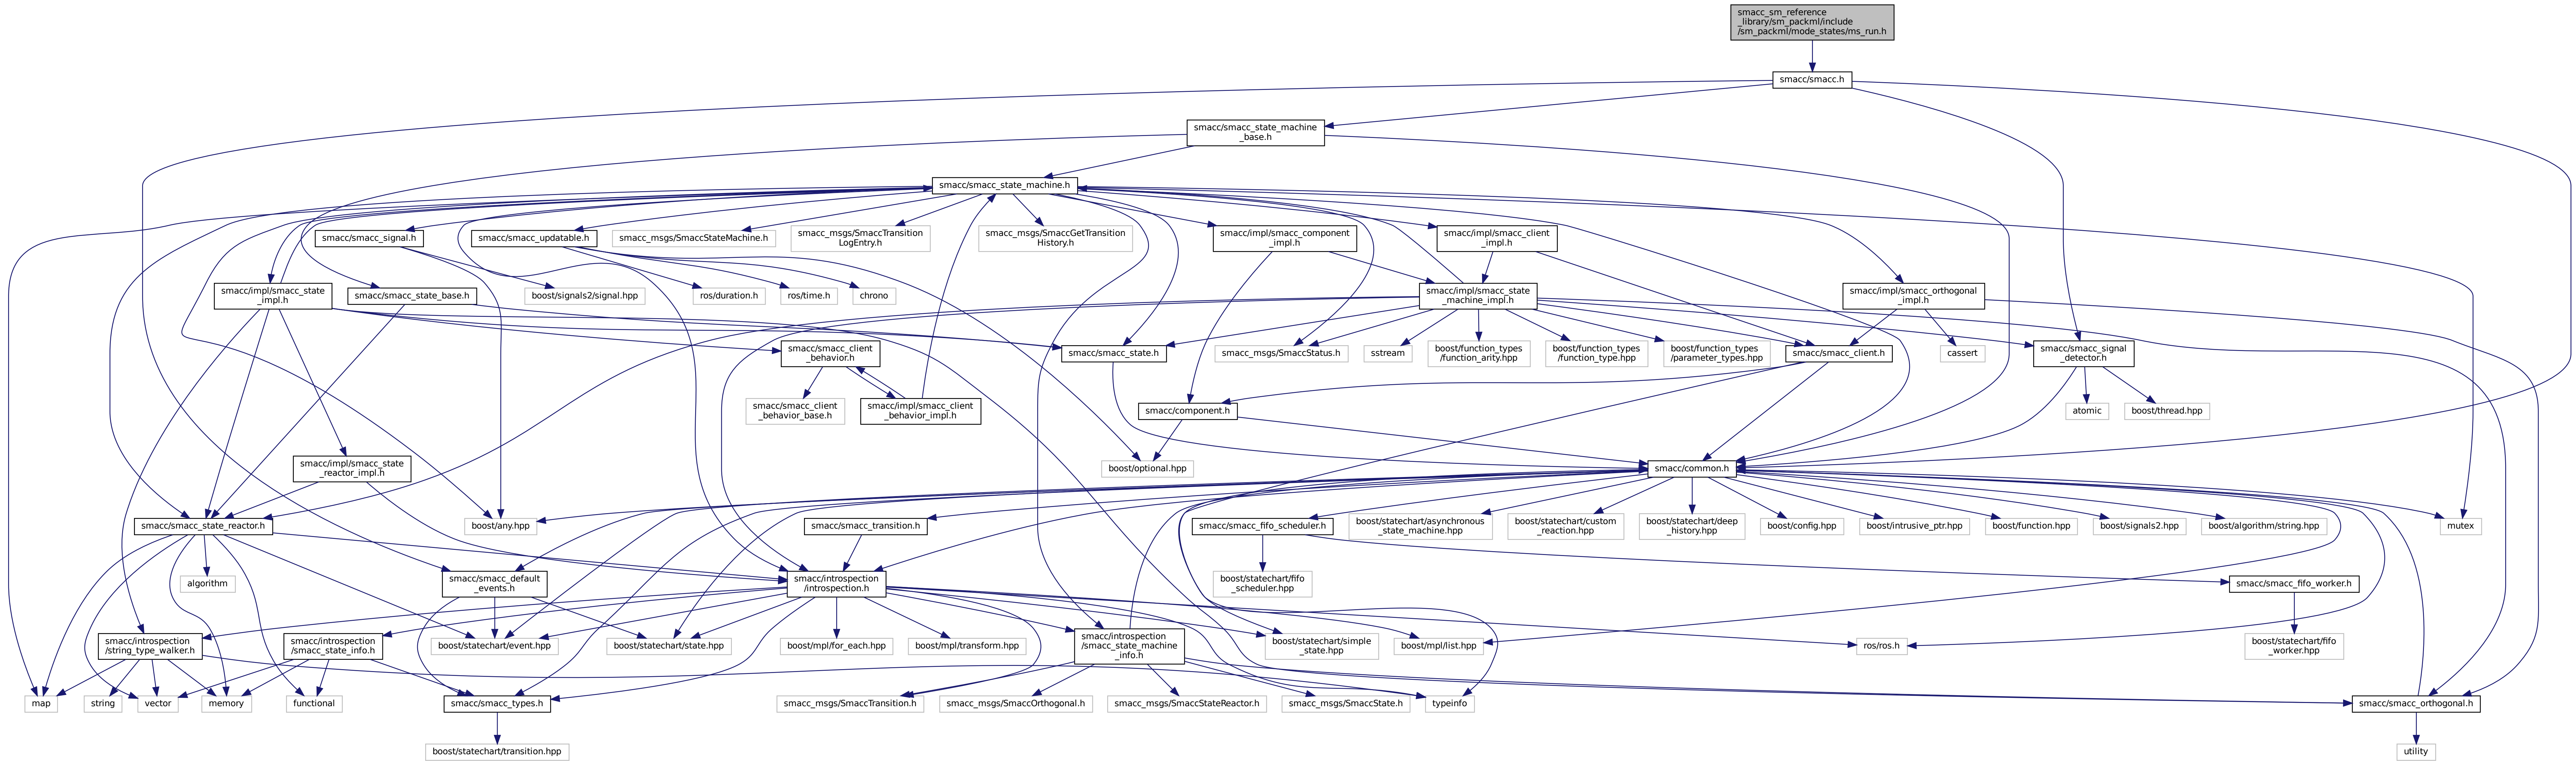 smacc_sm_reference
_library/sm_packml/include
/sm_packml/mode_states/ms_run.h
smacc/smacc.h
smacc/smacc_state_machine
_base.h
smacc/smacc_state_machine.h
smacc/smacc_signal.h
smacc/smacc_updatable.h
smacc_msgs/SmaccStateMachine.h
smacc_msgs/SmaccTransition
LogEntry.h
smacc_msgs/SmaccGetTransition
History.h
smacc/impl/smacc_component
_impl.h
smacc/impl/smacc_client
_impl.h
smacc/impl/smacc_state
_impl.h
smacc/smacc_state_base.h
boost/signals2/signal.hpp
ros/duration.h
ros/time.h
chrono
smacc/impl/smacc_state
_machine_impl.h
smacc/impl/smacc_orthogonal
_impl.h
smacc/smacc_client
_behavior.h
smacc/smacc_state.h
smacc_msgs/SmaccStatus.h
sstream
boost/function_types
/function_arity.hpp
boost/function_types
/function_type.hpp
boost/function_types
/parameter_types.hpp
smacc/smacc_client.h
cassert
smacc/smacc_signal
_detector.h
smacc/smacc_client
_behavior_base.h
smacc/impl/smacc_client
_behavior_impl.h
smacc/component.h
atomic
boost/thread.hpp
smacc/impl/smacc_state
_reactor_impl.h
boost/optional.hpp
smacc/common.h
smacc/smacc_state_reactor.h
boost/any.hpp
smacc/smacc_transition.h
smacc/smacc_fifo_scheduler.h
boost/statechart/asynchronous
_state_machine.hpp
boost/statechart/custom
_reaction.hpp
boost/statechart/deep
_history.hpp
boost/config.hpp
boost/intrusive_ptr.hpp
boost/function.hpp
boost/signals2.hpp
boost/algorithm/string.hpp
mutex
algorithm
smacc/smacc_default
_events.h
smacc/introspection
/introspection.h
boost/statechart/fifo
_scheduler.hpp
smacc/smacc_fifo_worker.h
smacc/introspection
/string_type_walker.h
smacc/introspection
/smacc_state_info.h
boost/statechart/event.hpp
boost/statechart/state.hpp
boost/mpl/for_each.hpp
boost/mpl/transform.hpp
smacc/introspection
/smacc_state_machine
_info.h
boost/statechart/simple
_state.hpp
boost/mpl/list.hpp
ros/ros.h
boost/statechart/fifo
_worker.hpp
map
string
vector
memory
functional
smacc/smacc_types.h
smacc_msgs/SmaccTransition.h
smacc_msgs/SmaccOrthogonal.h
smacc_msgs/SmaccStateReactor.h
smacc_msgs/SmaccState.h
typeinfo
smacc/smacc_orthogonal.h
boost/statechart/transition.hpp
utility